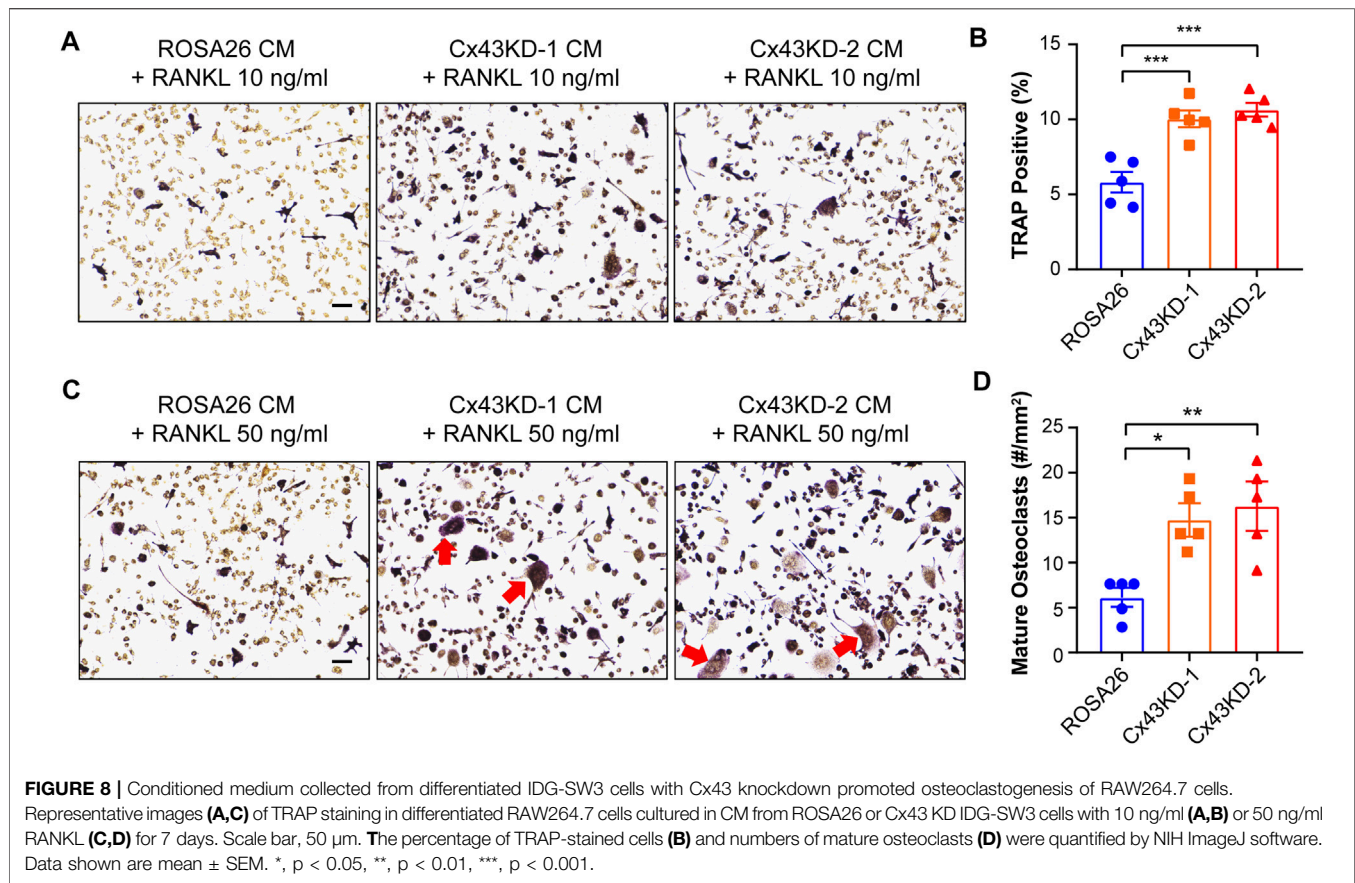 A
ROSA26 CM
+ RANKL 10 ng/ml
Cx43KD-1 CM
+ RANKL 10 ng/ml
Cx43KD-2 CM
+ RANKL 10 ng/ml
B
TRAP Positive (%)
15
10
5
0
***
***
ROSA26
Cx43KD-1
Cx43KD-2
C
ROSA26 CM
+ RANKL 50 ng/ml
Cx43KD-1 CM
+ RANKL 50 ng/ml
Cx43KD-2 CM
+ RANKL 50 ng/ml
D
Mature Osteoclasts (#/mm²)
25
20
15
10
5
0
**
*
ROSA26
Cx43KD-1
Cx43KD-2
FIGURE 8 | Conditioned medium collected from differentiated IDG-SW3 cells with Cx43 knockdown promoted osteoclastogenesis of RAW264.7 cells.
Representative images (A,C) of TRAP staining in differentiated RAW264.7 cells cultured in CM from ROSA26 or Cx43 KD IDG-SW3 cells with 10 ng/ml (A,B) or 50 ng/ml
RANKL (C,D) for 7 days. Scale bar, 50 μm. The percentage of TRAP-stained cells (B) and numbers of mature osteoclasts (D) were quantified by NIH ImageJ software.
Data shown are mean ± SEM. *, p < 0.05, **, p < 0.01, ***, p < 0.001.